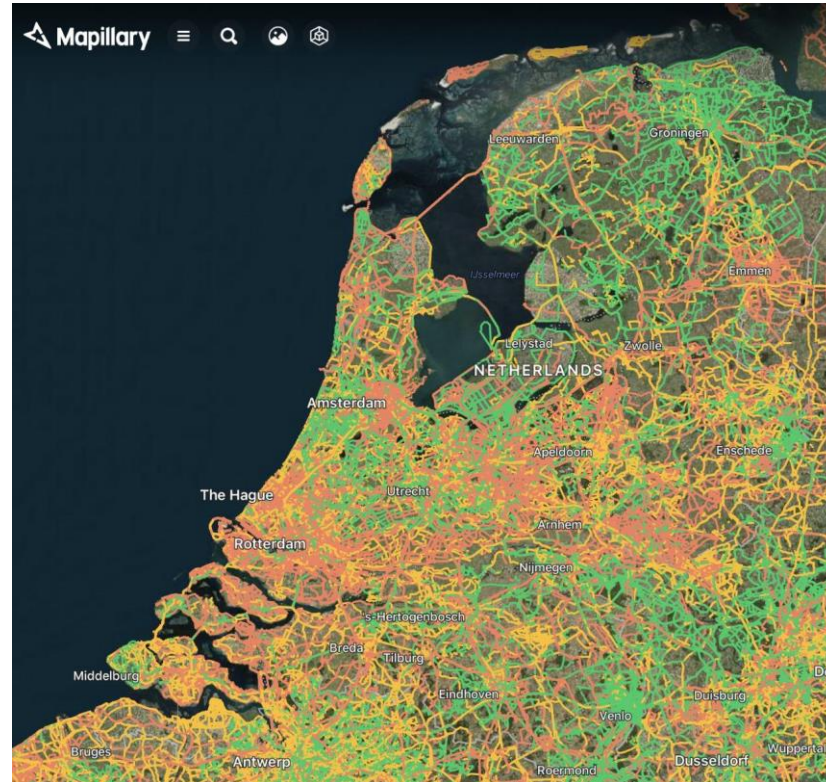 Mapillary
Leeuwarden
Groningen
IJsselmeer
Emmen
Lelystad
Zwolle
NETHERLANDS
Amsterdam
Apeldoorn
Enschede
Utrecht
The Hague
Arnhem
Rotterdam
Nijmegen
's-Hertogenbosch
Breda
Tilburg
Middelburg
Eindhoven
Duisburg
Venlo
Bruges
Wupperta
Antwerp
Roermond
Dusseldorf